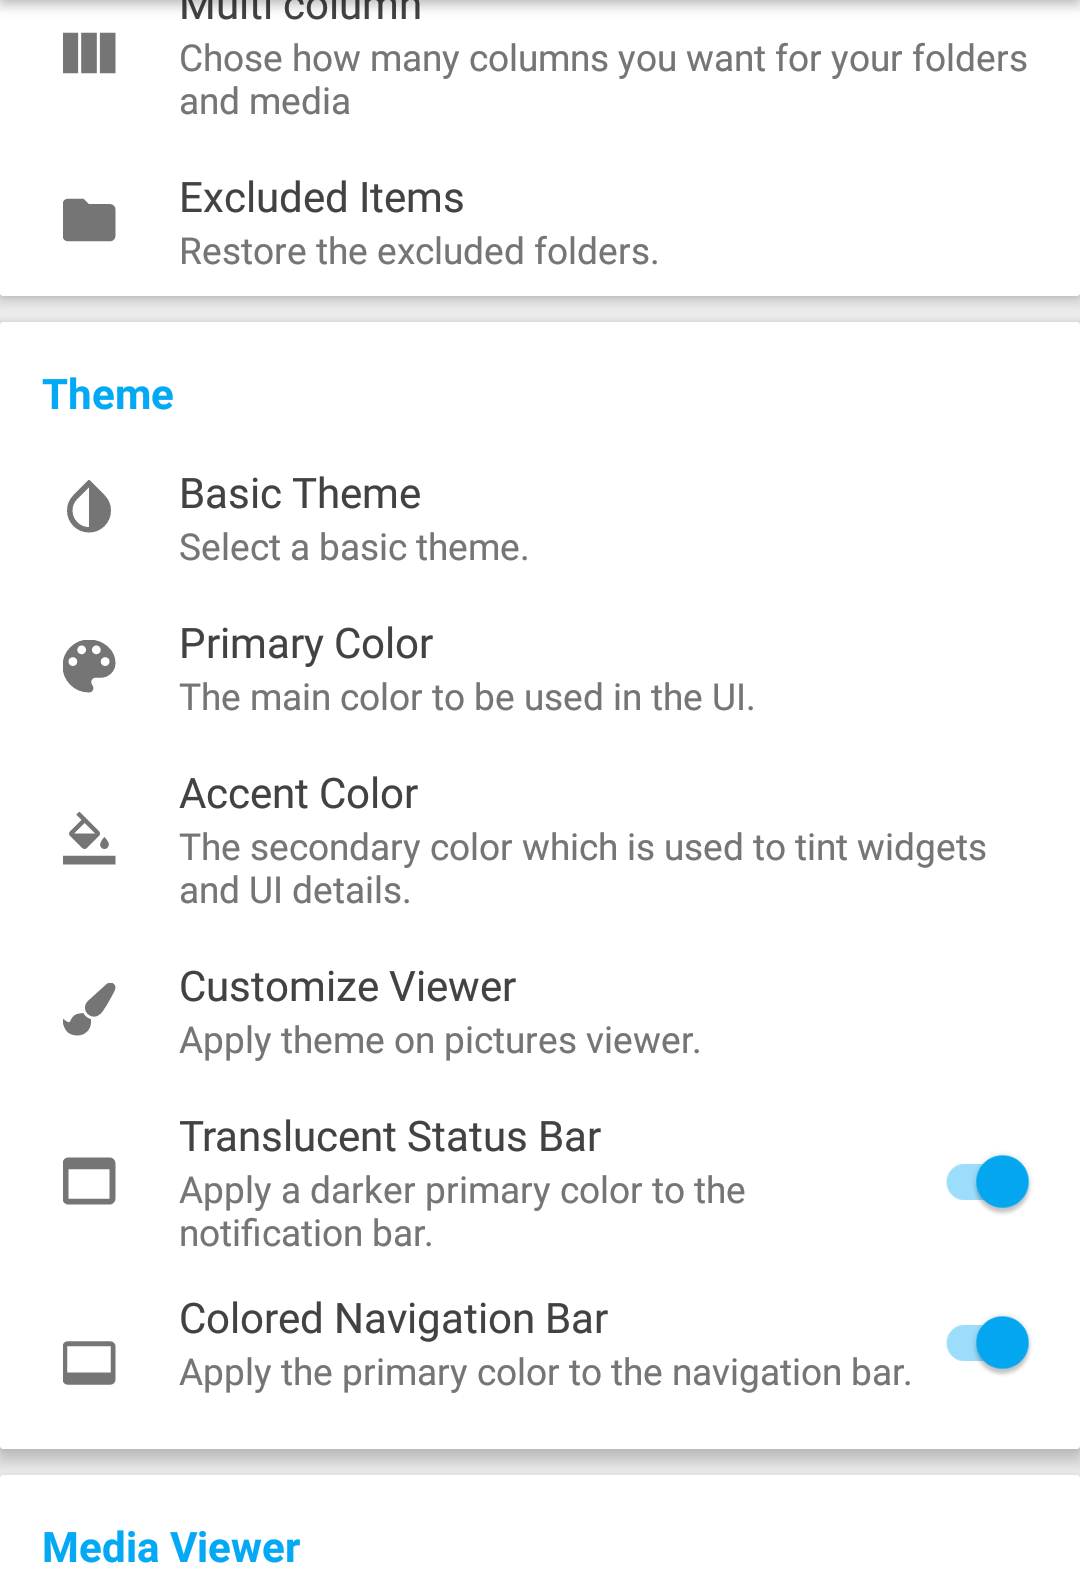 Multi column
Chose how many columns you want for your folders
and media
Excluded Items
Restore the excluded folders.
Theme
Basic Theme
Select a basic theme.
Primary Color
The main color to be used in the UI.
Accent Color
The secondary color which is used to tint widgets
and UI details.
Customize Viewer
Apply theme on pictures viewer.
Translucent Status Bar
Apply a darker primary color to the
notification bar.
Colored Navigation Bar
Apply the primary color to the navigation bar.
Media Viewer